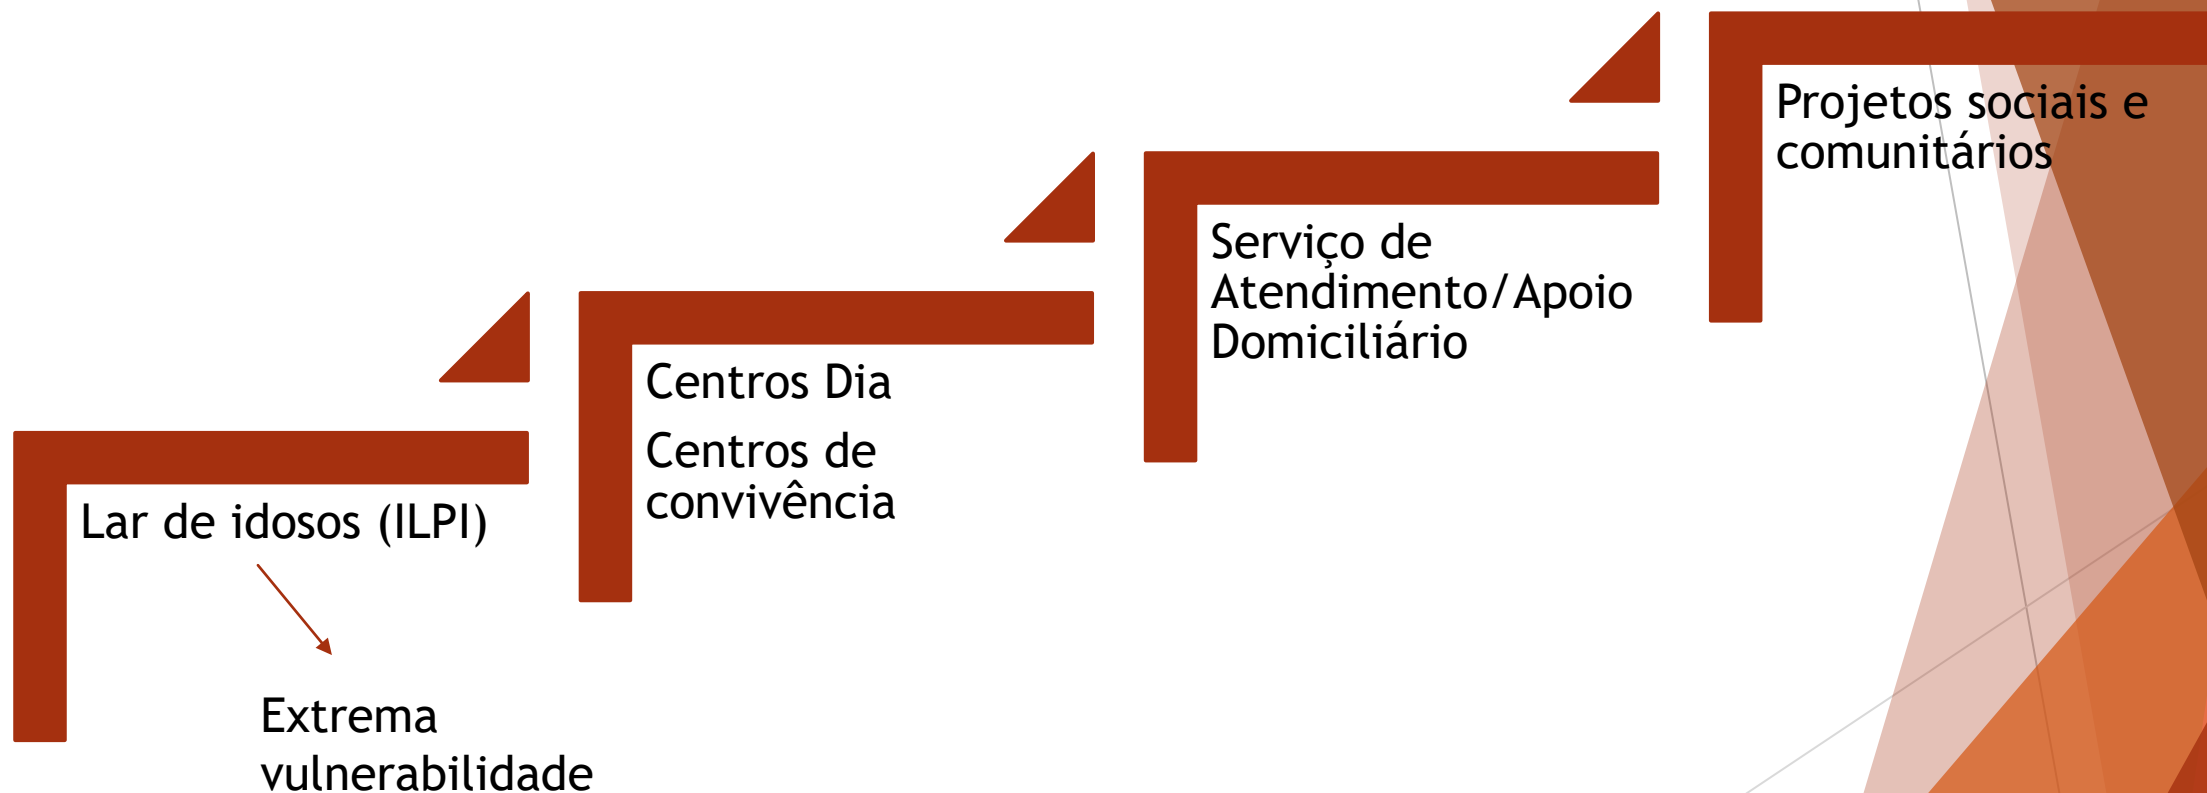 Projetos sociais e
comunitários
Serviço de
Atendimento/Apoio
Domiciliário
Centros Dia
Centros de
convivência
Lar de idosos (ILPI)
Extrema
vulnerabilidade